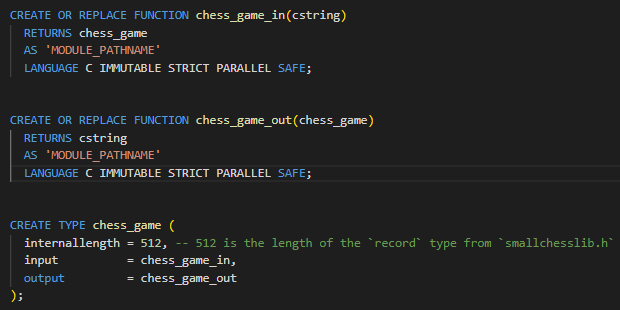 CREATE OR REPLACE FUNCTION chess_game_in(cstring)
  RETURNS chess_game
  AS 'MODULE_PATHNAME'
  LANGUAGE C IMMUTABLE STRICT PARALLEL SAFE;

CREATE OR REPLACE FUNCTION chess_game_out(chess_game)
  RETURNS cstring
  AS 'MODULE_PATHNAME'
  LANGUAGE C IMMUTABLE STRICT PARALLEL SAFE;

CREATE TYPE chess_game (
  internallength = 512, -- 512 is the length of the `record` type from `smallchesslib.h`
  input          = chess_game_in,
  output         = chess_game_out
);